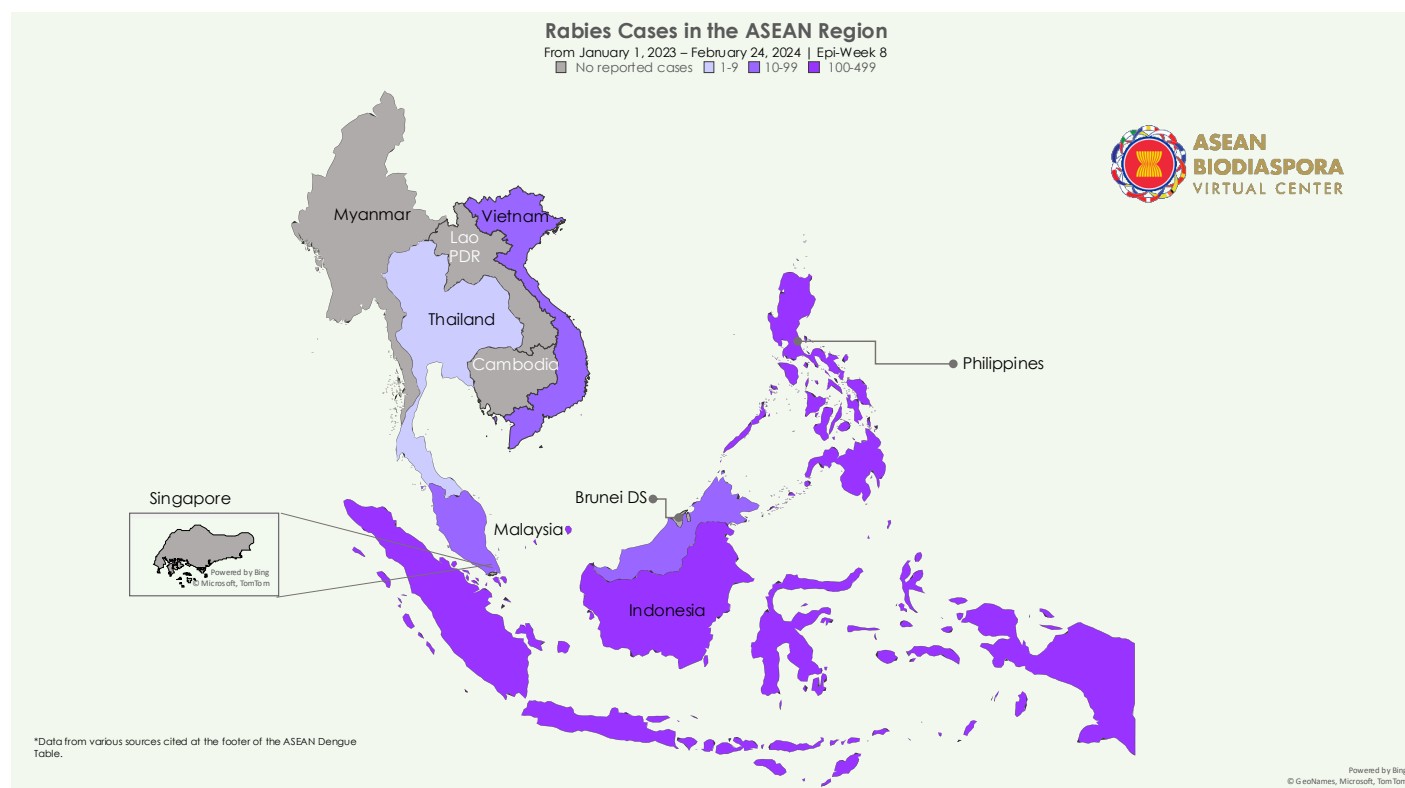 Rabies Cases in the ASEAN Region
From January 1, 2023 – February 24, 2024 | Epi-Week 8
No reported cases 1-9 10-99 100-499
ASEAN
BIODIASPORA
VIRTUAL CENTER
Myanmar
Vietnam
Lao
PDR
Thailand
Cambodia
Philippines
Singapore
Brunei DS
Malaysia
Powered by Bing
© Microsoft, TomTom
Indonesia
*Data from various sources cited at the footer of the ASEAN Dengue
Table.
Powered by Bing
© GeoNames, Microsoft, TomTom